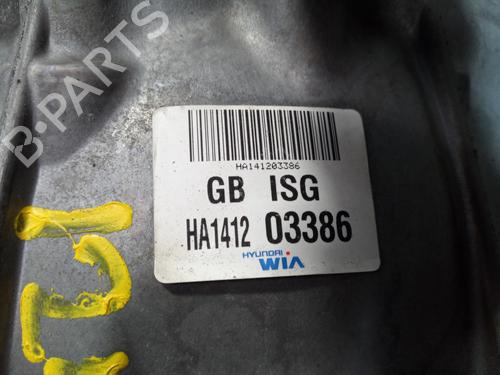 B-PARTS
HA141203386
GB ISG
HA1412 03386
HYUNDAI
WIA